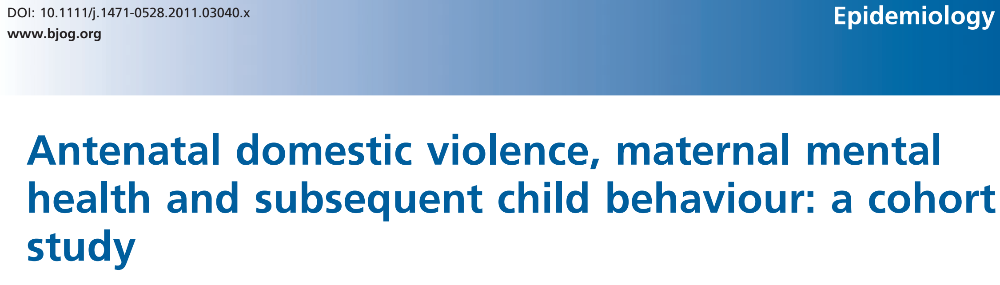 DOI: 10.1111/j.1471-0528.2011.03040.x
www.bjog.org
Epidemiology
Antenatal domestic violence, maternal mental
health and subsequent child behaviour: a cohort
study